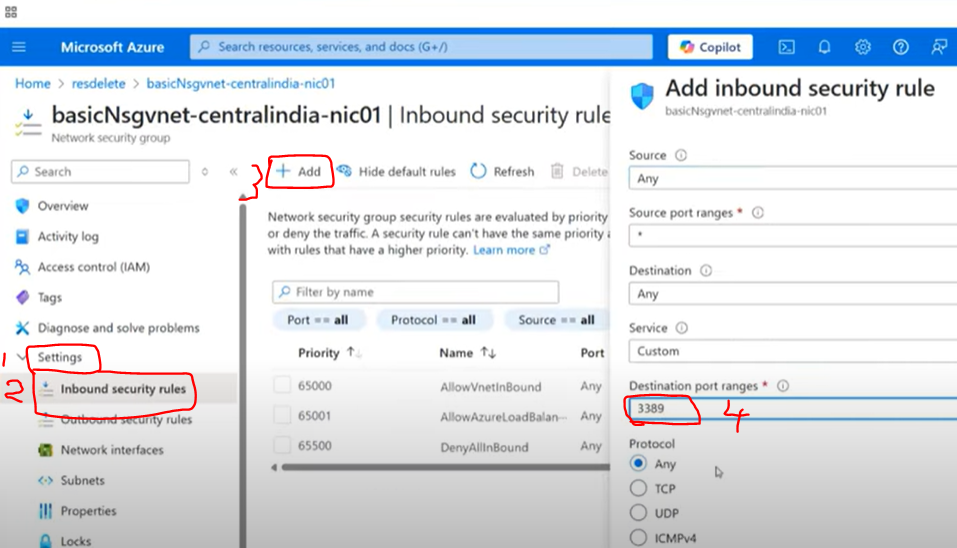 Microsoft Azure
Search resources, services, and docs (G+/)
Copilot
Home > resdelete > basicNsgvnet-centralindia-nic01
basicNsgvnet-centralindia-nic01 | Inbound security rule
Network security group
Search
Add
Hide default rules
Refresh
Delete
Overview
Activity log
Access control (IAM)
Tags
Diagnose and solve problems
1
Settings
2
Inbound security rules
Outbound security rules
Network interfaces
Subnets
Properties
Locks
Network security group security rules are evaluated by priority
or deny the traffic. A security rule can't have the same priority a
with rules that have a higher priority. Learn more
Filter by name
Port == all
Protocol == all
Source == all
Priority ↑↓ Name ↑↓ Port
65000 AllowVnetInBound Any
65001 AllowAzureLoadBalan... Any
65500 DenyAllInBound Any
Add inbound security rule
basicNsgvnet-centralindia-nic01
Source
Any
Source port ranges *
*
Destination
Any
Service
Custom
Destination port ranges *
3389
4
Protocol
Any
TCP
UDP
ICMPv4